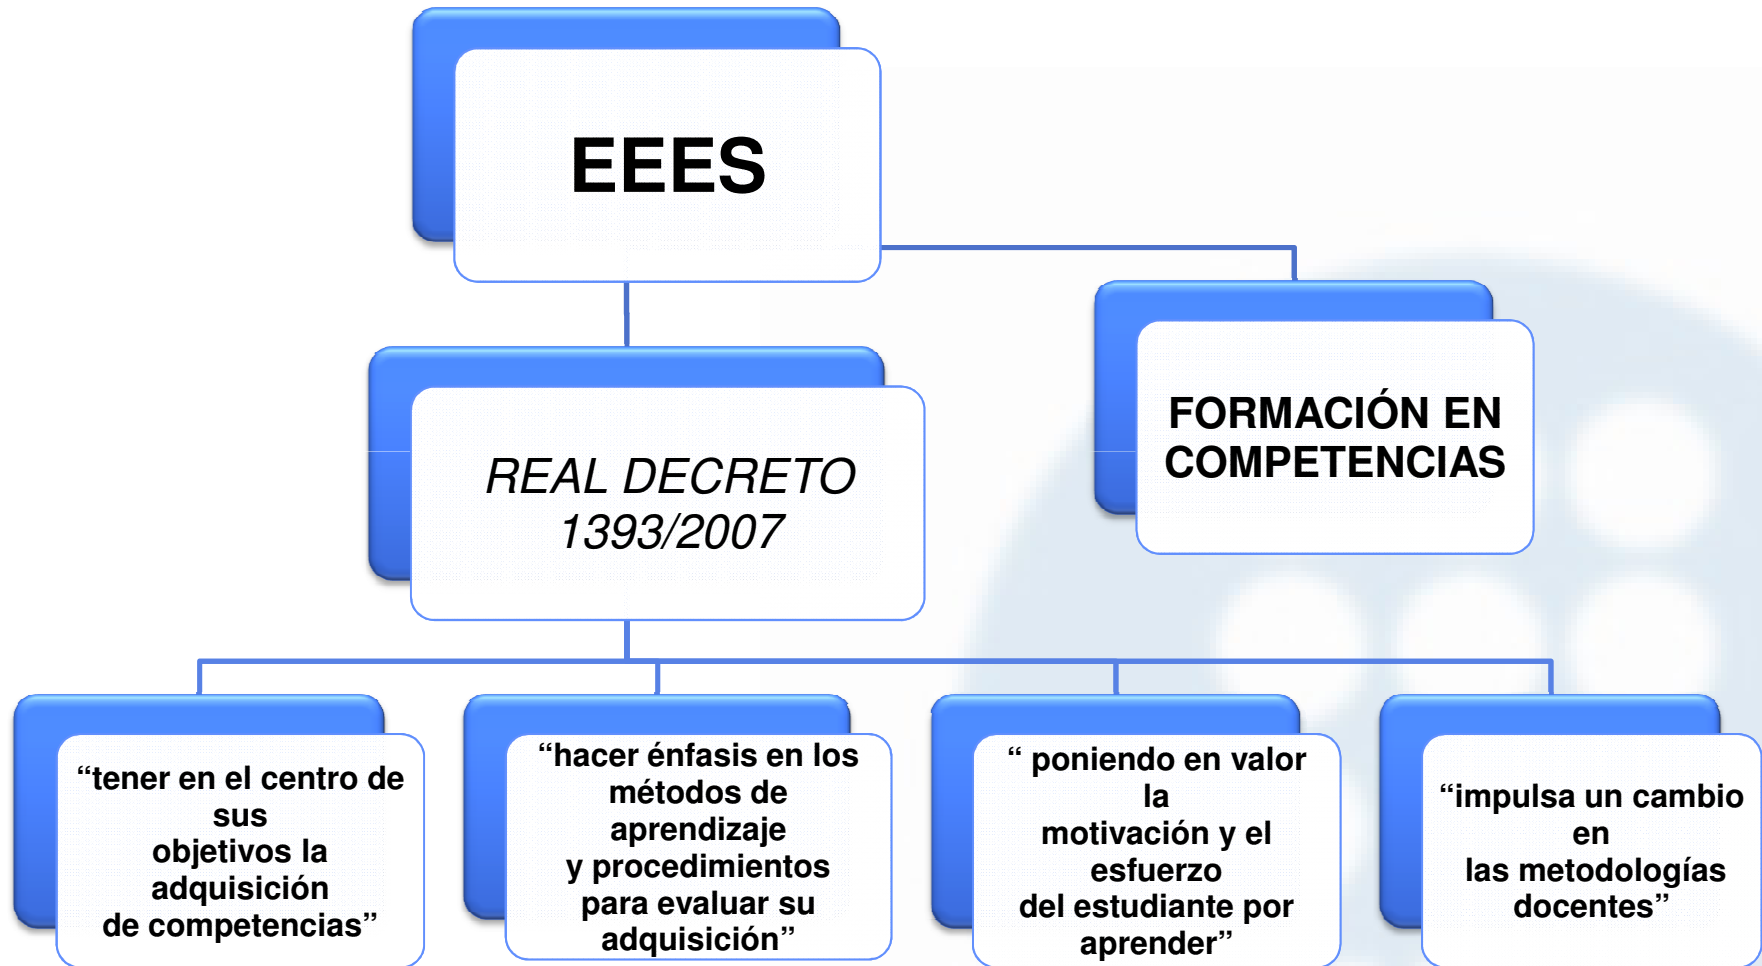 EEES
FORMACIÓN EN
COMPETENCIAS
REAL DECRETO
1393/2007
“tener en el centro de
sus
objetivos la
adquisición
de competencias”
“hacer énfasis en los
métodos de
aprendizaje
y procedimientos
para evaluar su
adquisición”
“ poniendo en valor
la
motivación y el
esfuerzo
del estudiante por
aprender”
“impulsa un cambio
en
las metodologías
docentes”